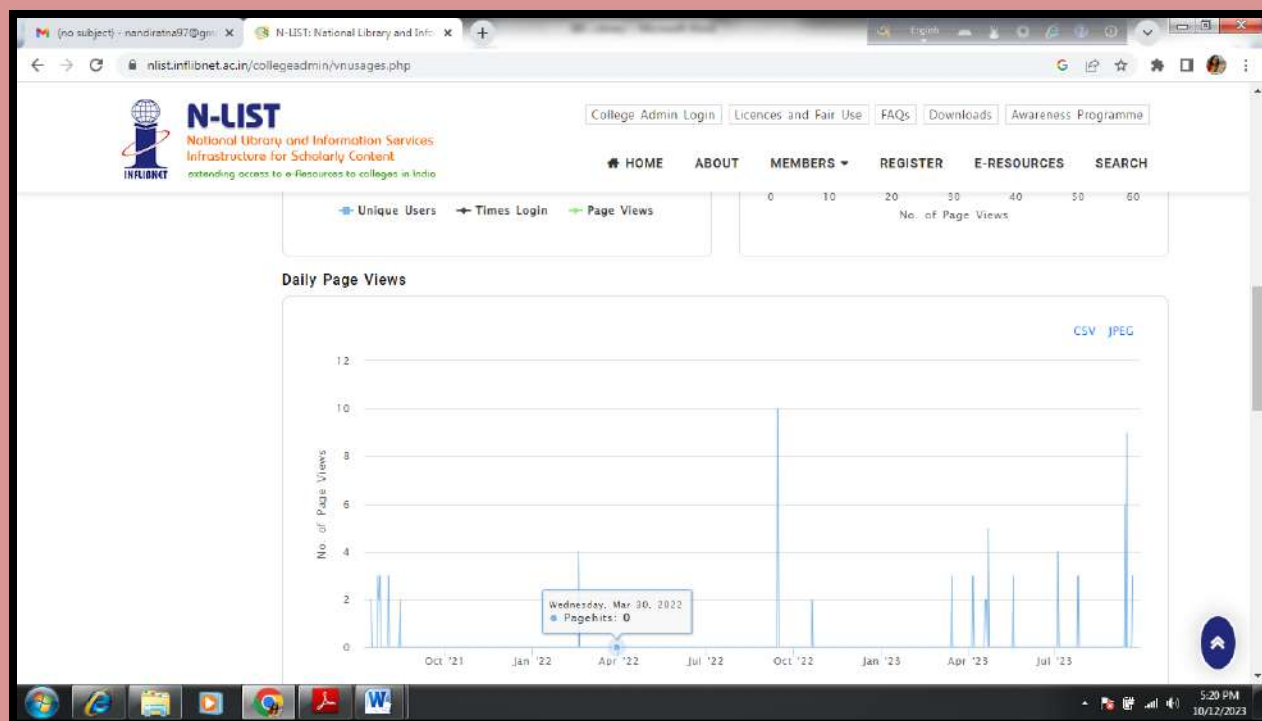 (no subject) - nandiratna97@gm
N-LIST: National Library and Info
nlist.inflibnet.ac.in/collegeadmin/vnusages.php
INFLIBNET
N-LIST
National Library and Information Services
Infrastructure for Scholarly Content
extending access to e-Resources to colleges in India
College Admin Login Licences and Fair Use FAQs Downloads Awareness Programme
HOME ABOUT MEMBERS REGISTER E-RESOURCES SEARCH
Unique Users Times Login Page Views
0 10 20 30 40 50 60
No. of Page Views
Daily Page Views
CSV JPEG
No. of Page Views
12
10
8
6
4
2
0
Wednesday, Mar 30, 2022
Pagehits: 0
Oct '21 Jan '22 Apr '22 Jul '22 Oct '22 Jan '23 Apr '23 Jul '23
5:20 PM
10/12/2023